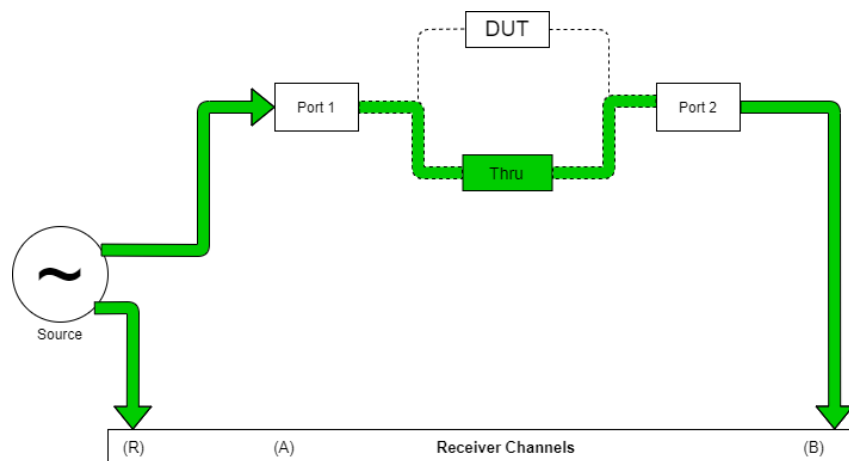 DUT
Port 1
Port 2
Thru
~
Source
(R) (A) Receiver Channels (B)